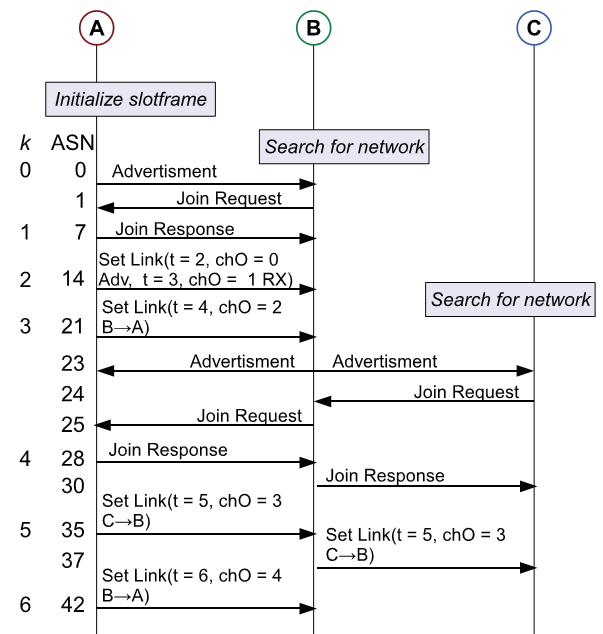 A B C
Initialize slotframe
k ASN
Search for network
0 0 Advertisment
1 Join Request
1 7 Join Response
Set Link(t = 2, chO = 0
2 14 Adv, t = 3, chO = 1 RX)
Search for network
Set Link(t = 4, chO = 2
3 21 B→A)
23 Advertisment Advertisment
24 Join Request
25 Join Request
4 28 Join Response
30 Join Response
Set Link(t = 5, chO = 3
5 35 C→B)
Set Link(t = 5, chO = 3
37 C→B)
Set Link(t = 6, chO = 4
6 42 B→A)